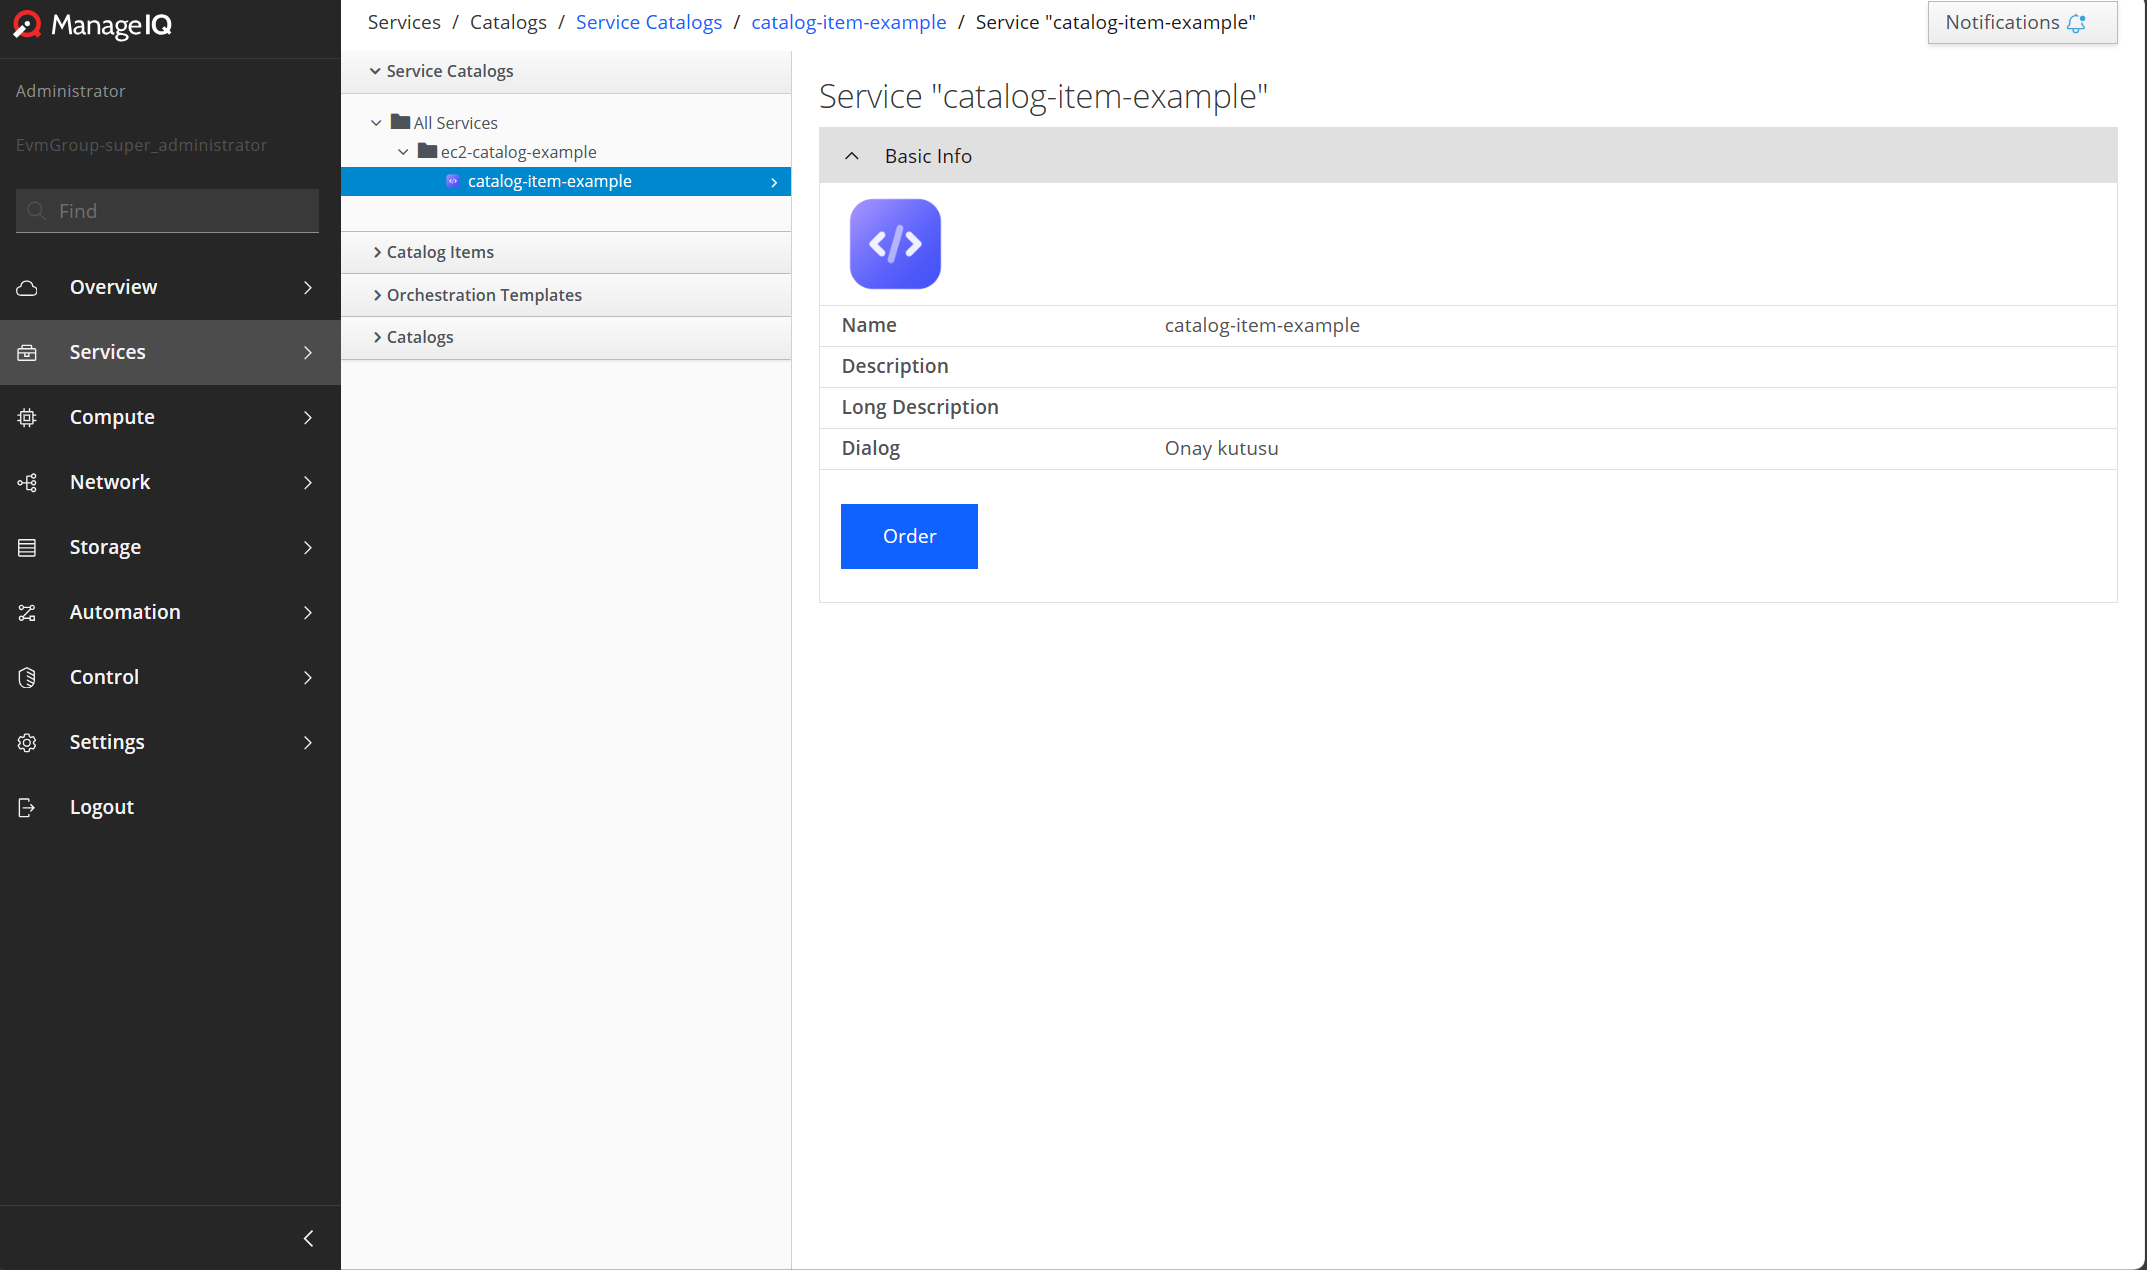 ManageIQ
Administrator
EvmGroup-super_administrator
Find
Overview
Services
Compute
Network
Storage
Automation
Control
Settings
Logout
Services / Catalogs / Service Catalogs / catalog-item-example / Service "catalog-item-example"
Notifications
Service Catalogs
All Services
ec2-catalog-example
catalog-item-example
Catalog Items
Orchestration Templates
Catalogs
Service "catalog-item-example"
Basic Info
Name catalog-item-example
Description
Long Description
Dialog Onay kutusu
Order